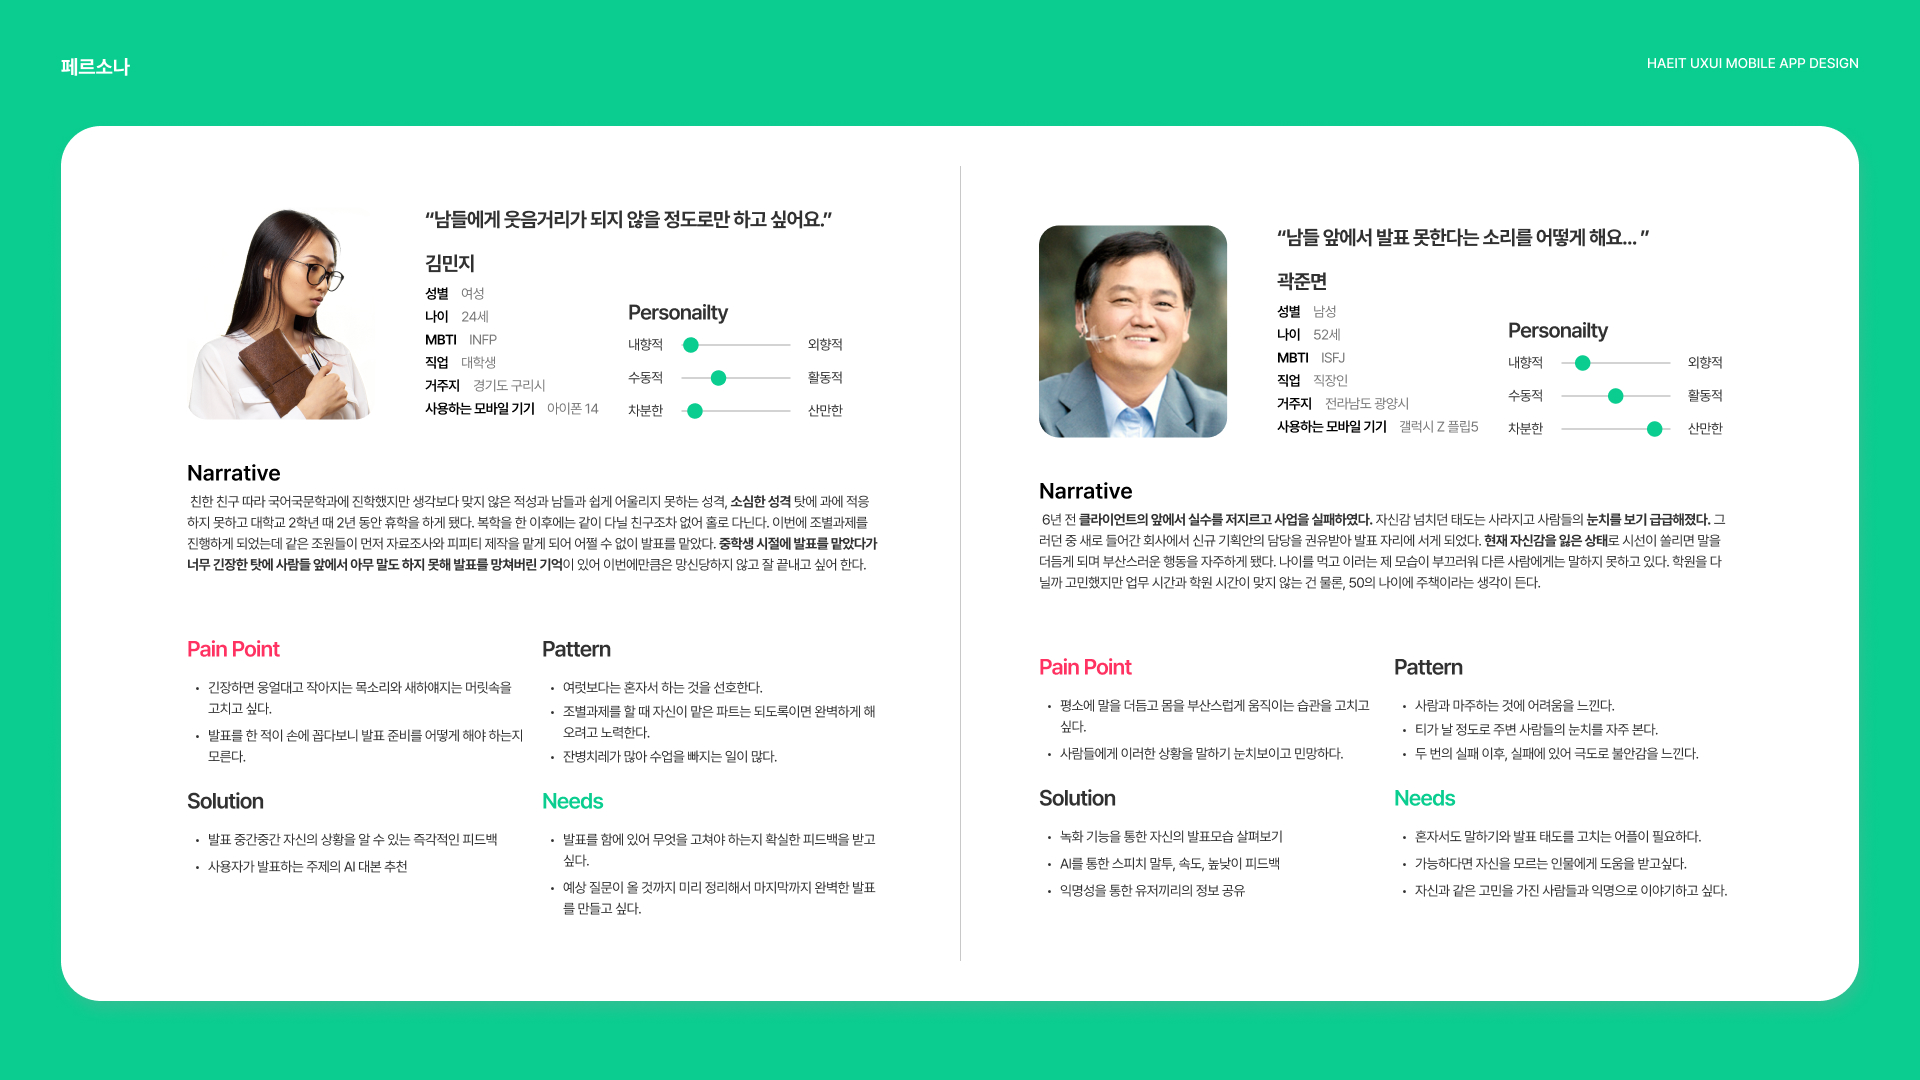 페르소나
HAEIT UXUI MOBILE APP DESIGN
“남들에게 웃음거리가 되지 않을 정도로만 하고 싶어요.”
김민지
성별 여성
나이 24세
MBTI INFP
직업 대학생
거주지 경기도 구리시
사용하는 모바일 기기 아이폰 14
Personailty
내향적 외향적
수동적 활동적
차분한 산만한
Narrative
친한 친구 따라 국어국문학과에 진학했지만 생각보다 맞지 않은 적성과 남들과 쉽게 어울리지 못하는 성격, 소심한 성격 탓에 과에 적응
하지 못하고 대학교 2학년 때 2년 동안 휴학을 하게 됐다. 복학을 한 이후에는 같이 다닐 친구조차 없어 홀로 다닌다. 이번에 조별과제를
진행하게 되었는데 같은 조원들이 먼저 자료조사와 피피티 제작을 맡게 되어 어쩔 수 없이 발표를 맡았다. 중학생 시절에 발표를 맡았다가
너무 긴장한 탓에 사람들 앞에서 아무 말도 하지 못해 발표를 망쳐버린 기억이 있어 이번에만큼은 망신당하지 않고 잘 끝내고 싶어 한다.
Pain Point
• 긴장하면 웅얼대고 작아지는 목소리와 새하얘지는 머릿속을
고치고 싶다.
• 발표를 한 적이 손에 꼽다보니 발표 준비를 어떻게 해야 하는지
모른다.
Pattern
• 여럿보다는 혼자서 하는 것을 선호한다.
• 조별과제를 할 때 자신이 맡은 파트는 되도록이면 완벽하게 해
오려고 노력한다.
• 잔병치레가 많아 수업을 빠지는 일이 많다.
Solution
• 발표 중간중간 자신의 상황을 알 수 있는 즉각적인 피드백
• 사용자가 발표하는 주제의 AI 대본 추천
Needs
• 발표를 함에 있어 무엇을 고쳐야 하는지 확실한 피드백을 받고
싶다.
• 예상 질문이 올 것까지 미리 정리해서 마지막까지 완벽한 발표
를 만들고 싶다.
“남들 앞에서 발표 못한다는 소리를 어떻게 해요... ”
곽준면
성별 남성
나이 52세
MBTI ISFJ
직업 직장인
거주지 전라남도 광양시
사용하는 모바일 기기 갤럭시 Z 플립5
Personailty
내향적 외향적
수동적 활동적
차분한 산만한
Narrative
6년 전 클라이언트의 앞에서 실수를 저지르고 사업을 실패하였다. 자신감 넘치던 태도는 사라지고 사람들의 눈치를 보기 급급해졌다. 그
러던 중 새로 들어간 회사에서 신규 기획안의 담당을 권유받아 발표 자리에 서게 되었다. 현재 자신감을 잃은 상태로 시선이 쏠리면 말을
더듬게 되며 부산스러운 행동을 자주하게 됐다. 나이를 먹고 이러는 제 모습이 부끄러워 다른 사람에게는 말하지 못하고 있다. 학원을 다
닐까 고민했지만 업무 시간과 학원 시간이 맞지 않는 건 물론, 50의 나이에 주책이라는 생각이 든다.
Pain Point
• 평소에 말을 더듬고 몸을 부산스럽게 움직이는 습관을 고치고
싶다.
• 사람들에게 이러한 상황을 말하기 눈치보이고 민망하다.
Pattern
• 사람과 마주하는 것에 어려움을 느낀다.
• 티가 날 정도로 주변 사람들의 눈치를 자주 본다.
• 두 번의 실패 이후, 실패에 있어 극도로 불안감을 느낀다.
Solution
• 녹화 기능을 통한 자신의 발표모습 살펴보기
• AI를 통한 스피치 말투, 속도, 높낮이 피드백
• 익명성을 통한 유저끼리의 정보 공유
Needs
• 혼자서도 말하기와 발표 태도를 고치는 어플이 필요하다.
• 가능하다면 자신을 모르는 인물에게 도움을 받고싶다.
• 자신과 같은 고민을 가진 사람들과 익명으로 이야기하고 싶다.